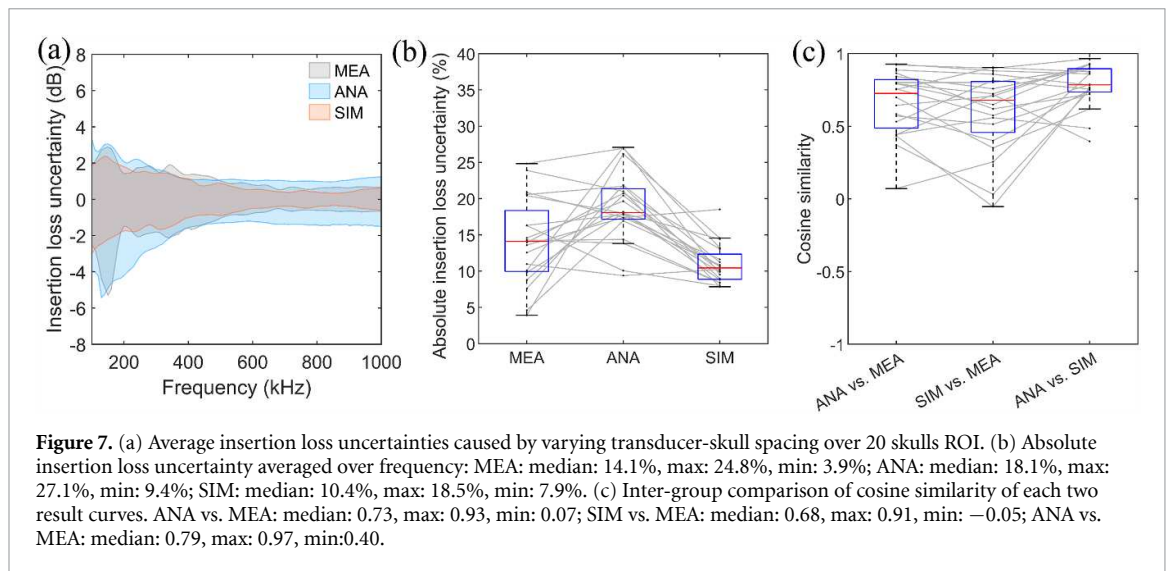 (a)
8
6
4
2
0
-2
-4
-6
-8
Insertion loss uncertainty (dB)
MEA
ANA
SIM
200 400 600 800 1000
Frequency (kHz)
(b)
40
35
30
25
20
15
10
5
0
Absolute insertion loss uncertainty (%)
MEA ANA SIM
(c)
1
0.5
0
-0.5
-1
Cosine similarity
ANA vs. MEA
SIM vs. MEA
ANA vs. SIM
Figure 7. (a) Average insertion loss uncertainties caused by varying transducer-skull spacing over 20 skulls ROI. (b) Absolute
insertion loss uncertainty averaged over frequency: MEA: median: 14.1%, max: 24.8%, min: 3.9%; ANA: median: 18.1%, max:
27.1%, min: 9.4%; SIM: median: 10.4%, max: 18.5%, min: 7.9%. (c) Inter-group comparison of cosine similarity of each two
result curves. ANA vs. MEA: median: 0.73, max: 0.93, min: 0.07; SIM vs. MEA: median: 0.68, max: 0.91, min: −0.05; ANA vs.
MEA: median: 0.79, max: 0.97, min:0.40.